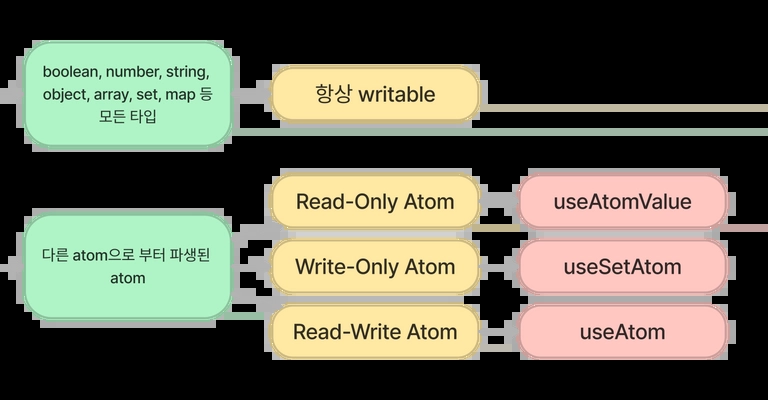 boolean, number, string,
object, array, set, map 등
모든 타입
항상 writable
다른 atom으로 부터 파생된
atom
Read-Only Atom
useAtomValue
Write-Only Atom
useSetAtom
Read-Write Atom
useAtom